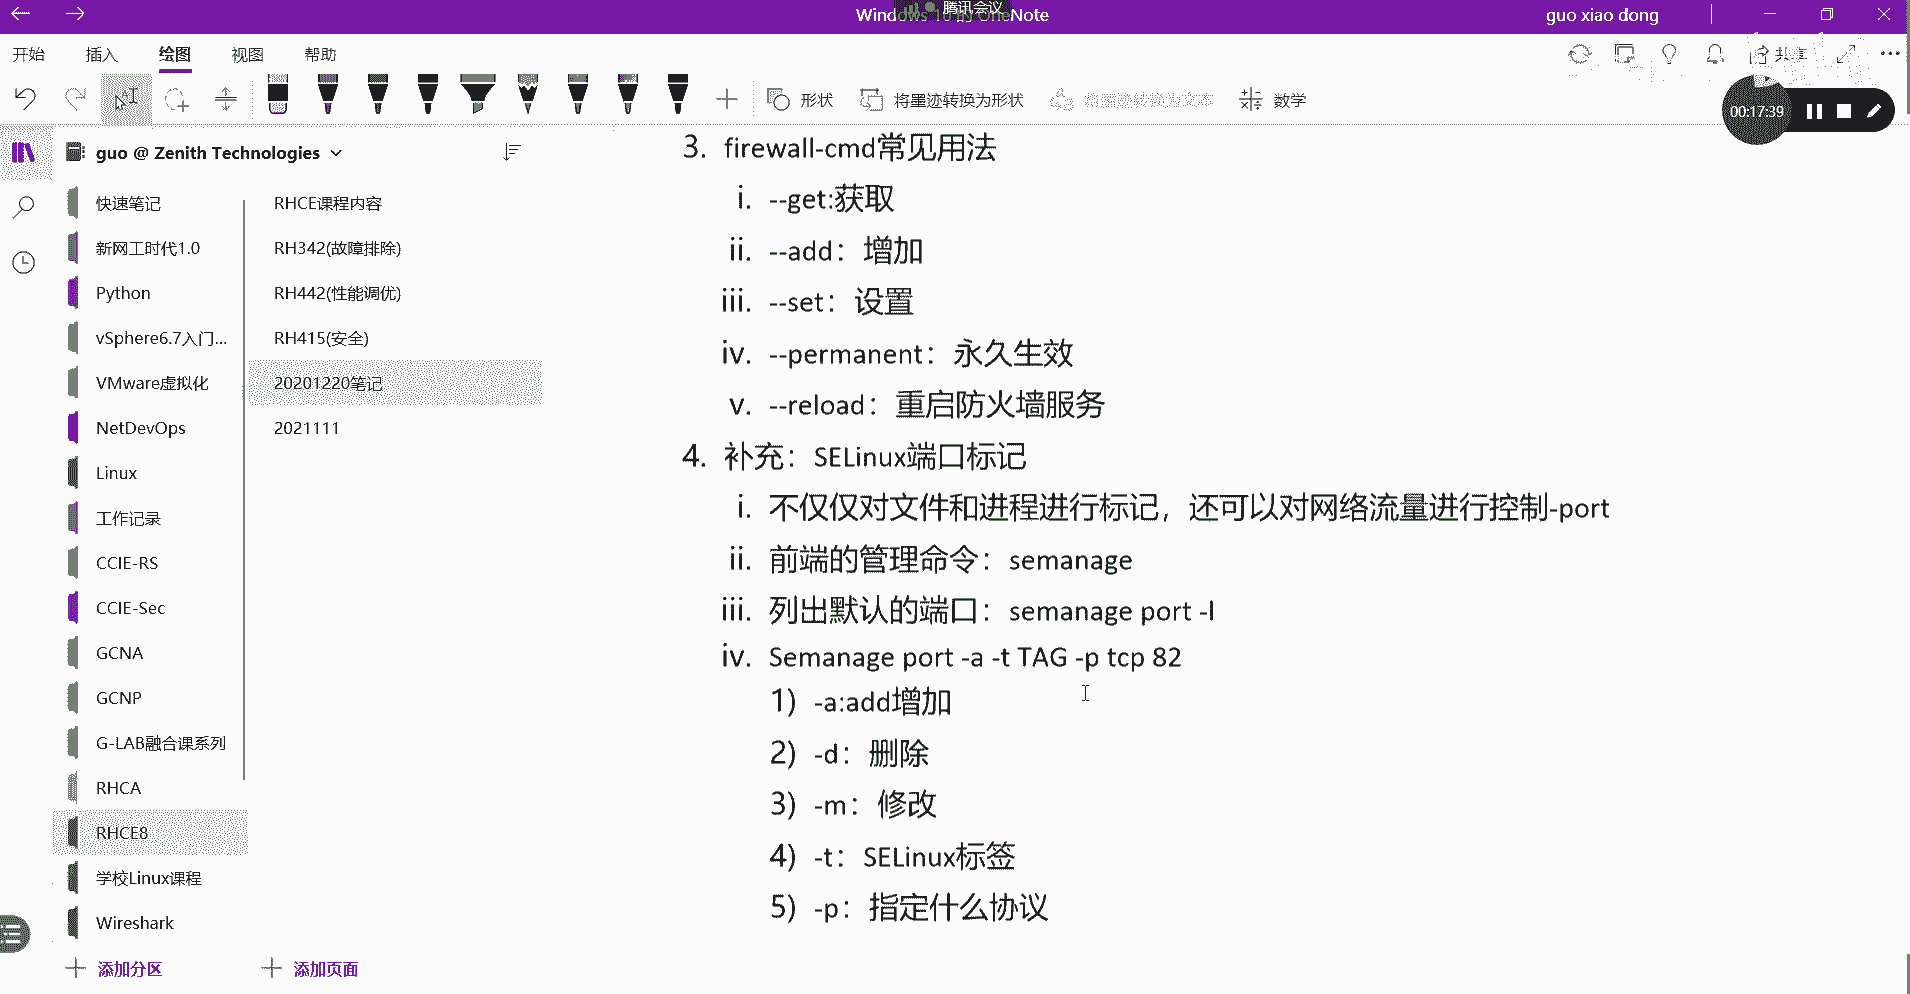 Windows 10 的 OneNote
腾讯会议
guo xiao dong
开始 插入 绘图 视图 帮助
共享
形状 将墨迹转换为形状 将墨迹转换为文本 数学
00:17:39
guo @ Zenith Technologies
快速笔记
新网工时代1.0
Python
vSphere6.7入门...
VMware虚拟化
NetDevOps
Linux
工作记录
CCIE-RS
CCIE-Sec
GCNA
GCNP
G-LAB融合课系列
RHCA
RHCE8
学校Linux课程
Wireshark
添加分区
RHCE课程内容
RH342(故障排除)
RH442(性能调优)
RH415(安全)
20201220笔记
2021111
添加页面
3. firewall-cmd常见用法
i. --get:获取
ii. --add：增加
iii. --set：设置
iv. --permanent：永久生效
v. --reload：重启防火墙服务
4. 补充：SELinux端口标记
i. 不仅仅对文件和进程进行标记，还可以对网络流量进行控制-port
ii. 前端的管理命令：semanage
iii. 列出默认的端口：semanage port -l
iv. Semanage port -a -t TAG -p tcp 82
1) -a:add增加
2) -d：删除
3) -m：修改
4) -t：SELinux标签
5) -p：指定什么协议